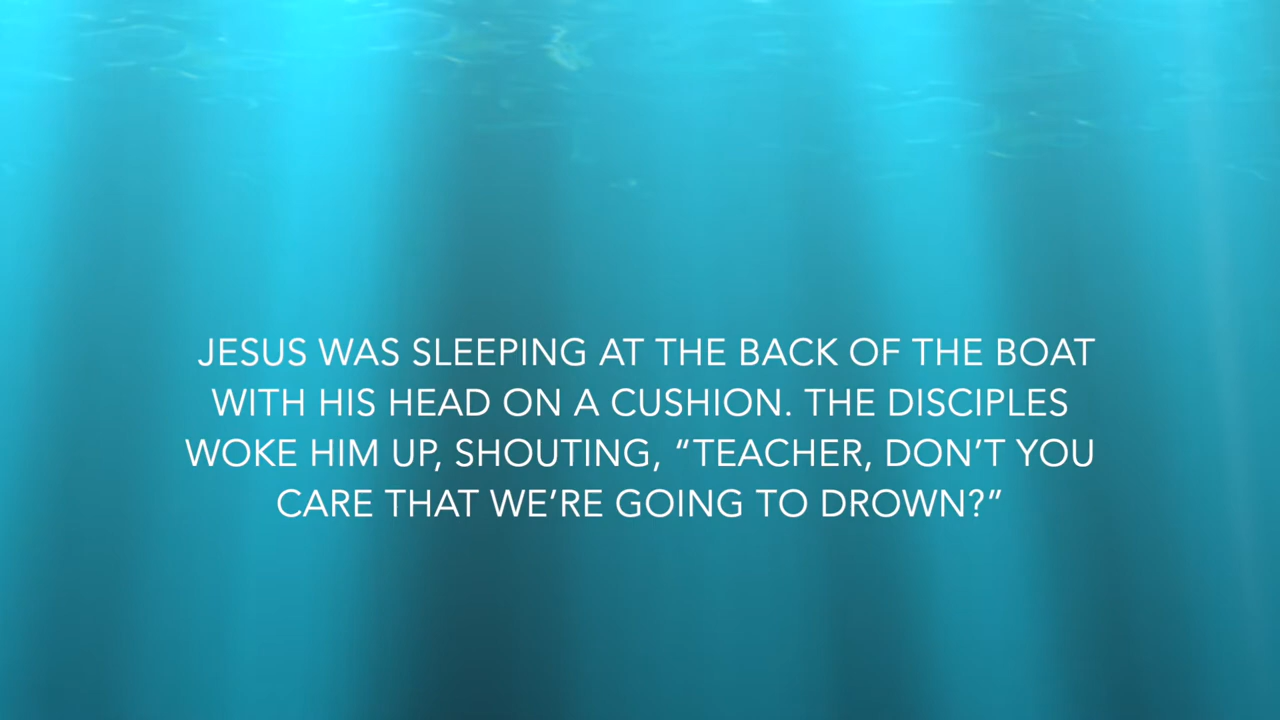 JESUS WAS SLEEPING AT THE BACK OF THE BOAT
WITH HIS HEAD ON A CUSHION. THE DISCIPLES
WOKE HIM UP, SHOUTING, “TEACHER, DON’T YOU
CARE THAT WE’RE GOING TO DROWN?”